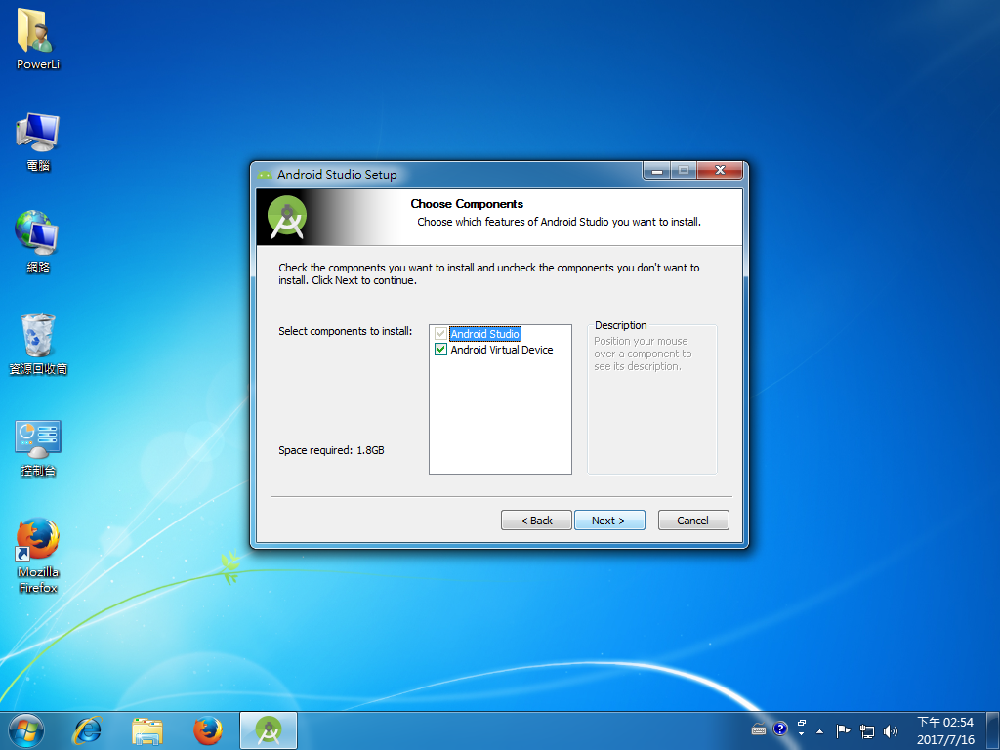 PowerLi
電腦
網路
資源回收筒
控制台
Mozilla
Firefox
Android Studio Setup
Choose Components
Choose which features of Android Studio you want to install.
Check the components you want to install and uncheck the components you don't want to
install. Click Next to continue.
Select components to install:
Android Studio
Android Virtual Device
Description
Position your mouse
over a component to
see its description.
Space required: 1.8GB
< Back
Next >
Cancel
下午 02:54
2017/7/16